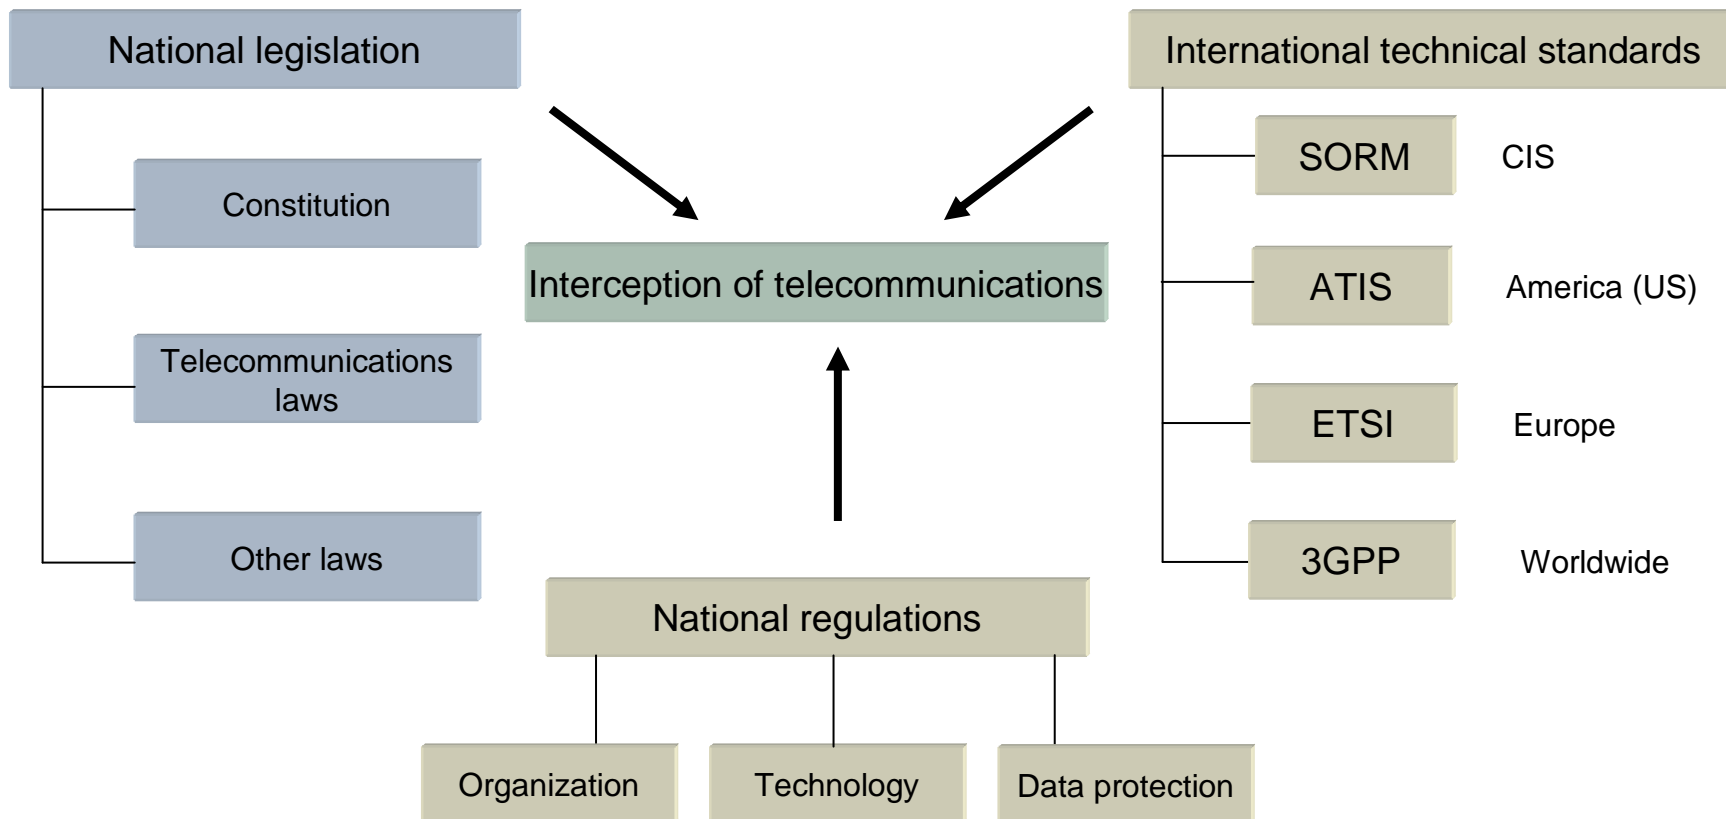 National legislation
Constitution
Telecommunications
laws
Other laws
Interception of telecommunications
International technical standards
SORM CIS
ATIS America (US)
ETSI Europe
3GPP Worldwide
National regulations
Organization
Technology
Data protection